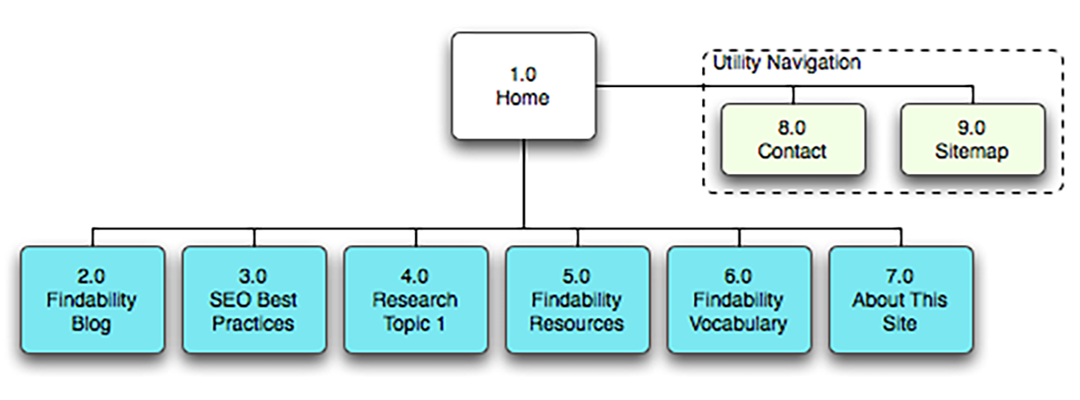 1.0
Home
Utility Navigation
8.0
Contact
9.0
Sitemap
2.0
Findability
Blog
3.0
SEO Best
Practices
4.0
Research
Topic 1
5.0
Findability
Resources
6.0
Findability
Vocabulary
7.0
About This
Site